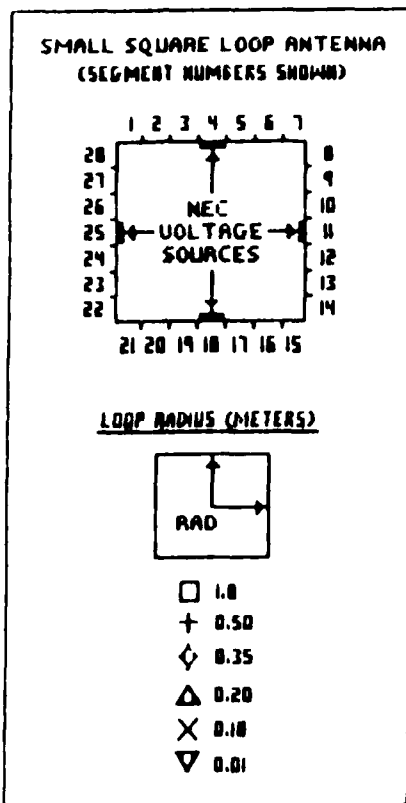 SMALL SQUARE LOOP ANTENNA
(SEGMENT NUMBERS SHOWN)
1 2 3 4 5 6 7
28 8
27 9
26 NEC 10
25 VOLTAGE 11
24 SOURCES 12
23 13
22 14
21 20 19 18 17 16 15
LOOP RADIUS (METERS)
RAD
1.0
0.50
0.35
0.20
0.10
0.01